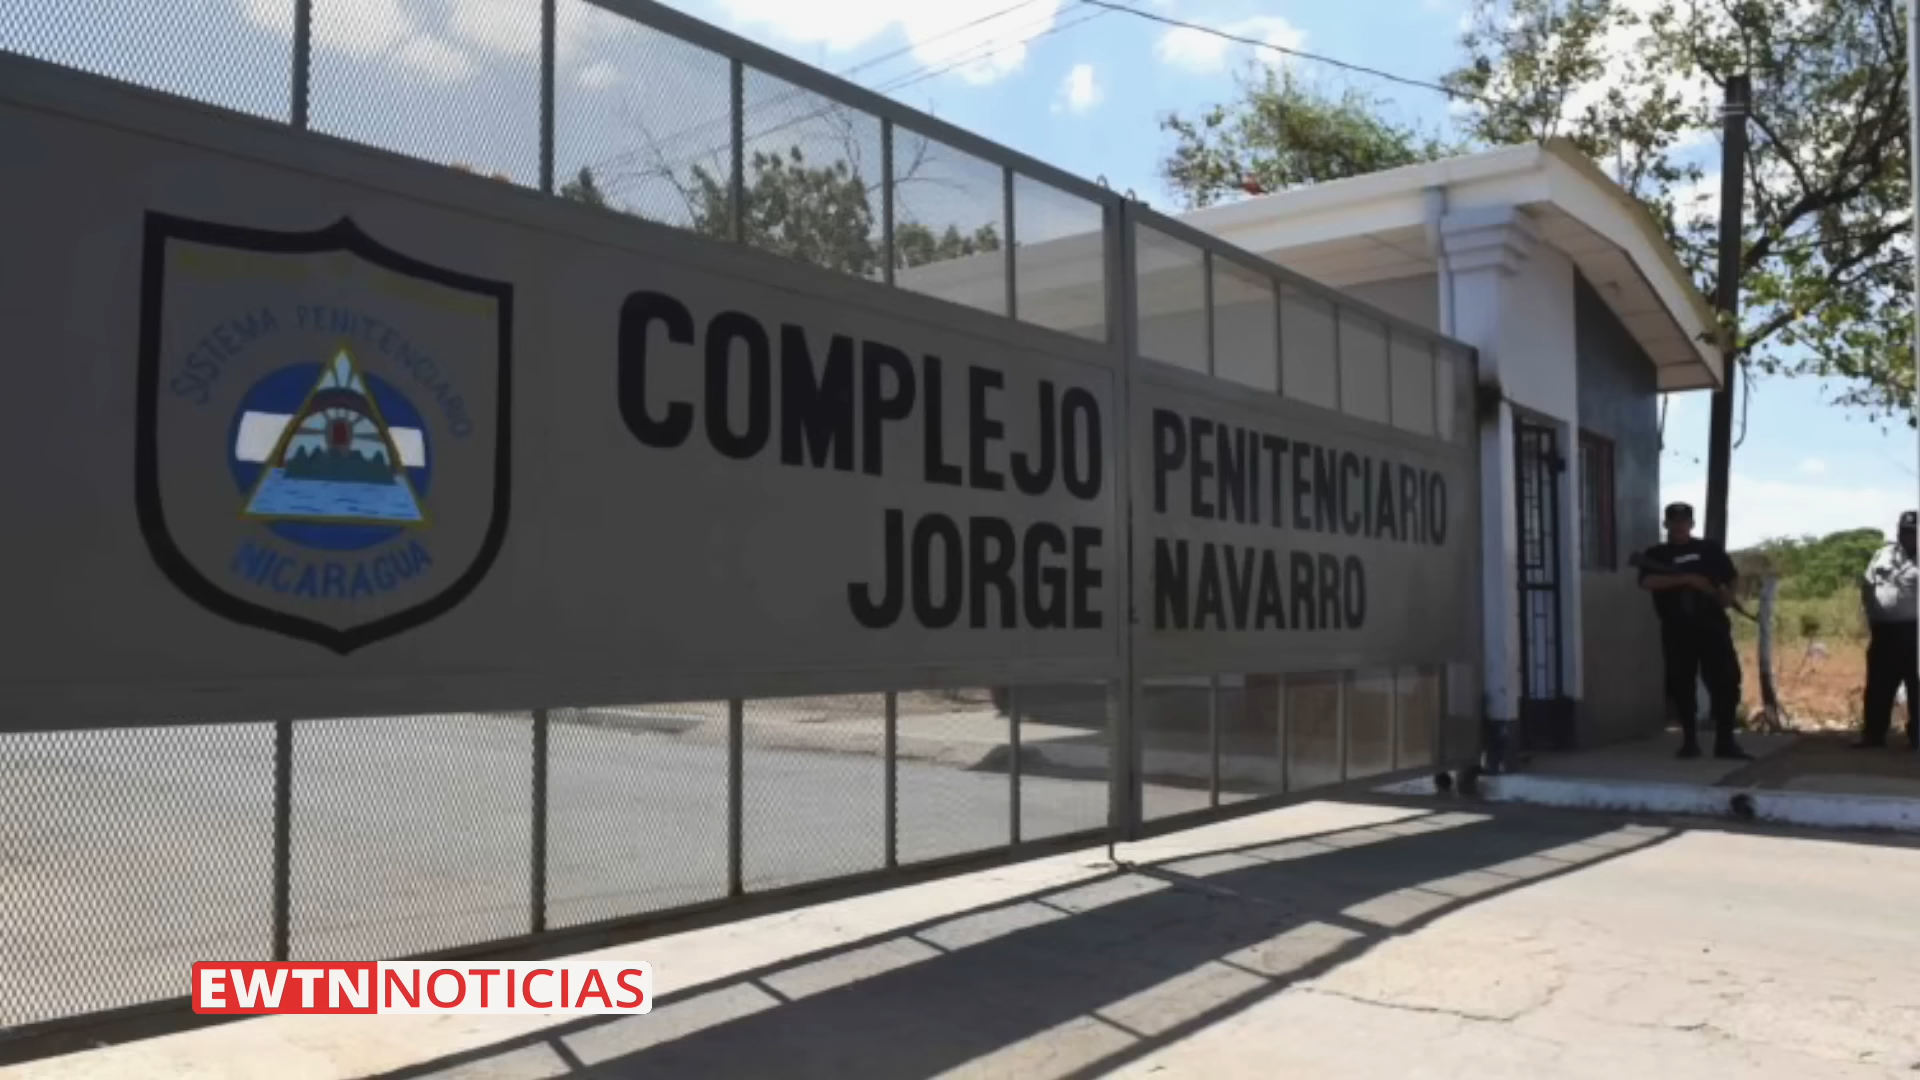 SISTEMA PENITENCIARIO
NICARAGUA
COMPLEJO PENITENCIARIO
JORGE NAVARRO
EWTN NOTICIAS